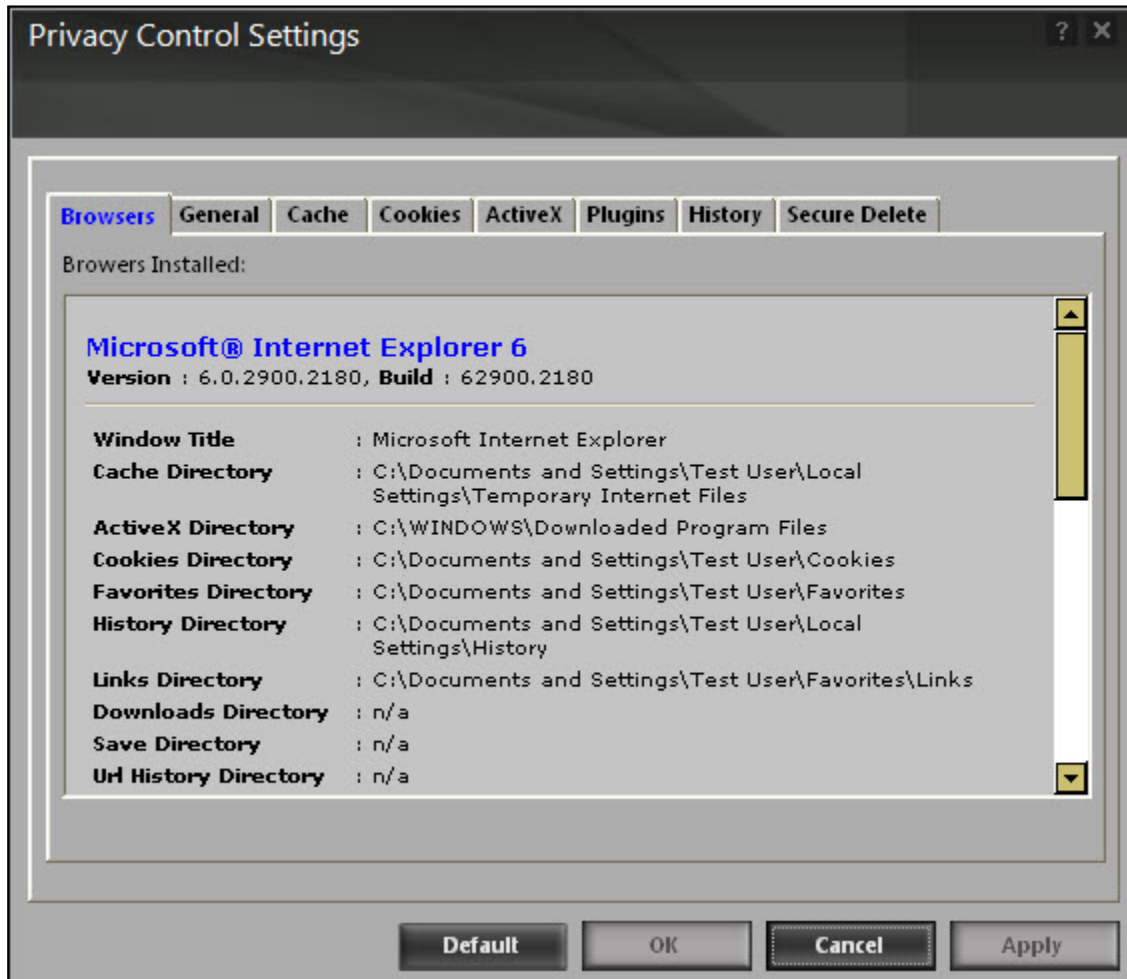 Privacy Control Settings
? X
Browsers General Cache Cookies ActiveX Plugins History Secure Delete
Browers Installed:
Microsoft® Internet Explorer 6
Version : 6.0.2900.2180, Build : 62900.2180
Window Title : Microsoft Internet Explorer
Cache Directory : C:\Documents and Settings\Test User\Local
Settings\Temporary Internet Files
ActiveX Directory : C:\WINDOWS\Downloaded Program Files
Cookies Directory : C:\Documents and Settings\Test User\Cookies
Favorites Directory : C:\Documents and Settings\Test User\Favorites
History Directory : C:\Documents and Settings\Test User\Local
Settings\History
Links Directory : C:\Documents and Settings\Test User\Favorites\Links
Downloads Directory : n/a
Save Directory : n/a
Url History Directory : n/a
Default OK Cancel Apply